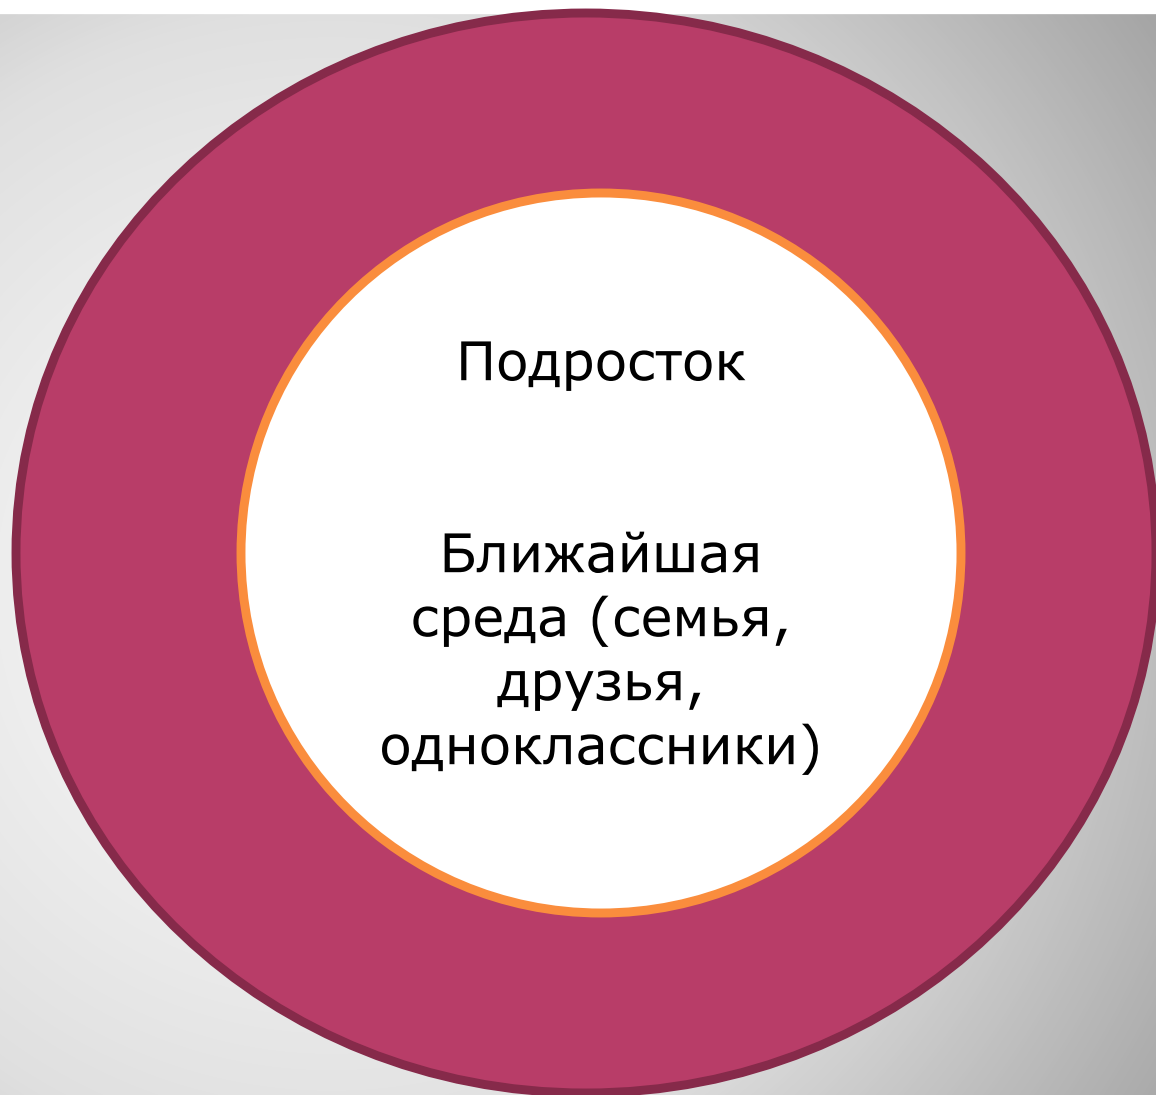 Подросток
Ближайшая
среда (семья,
друзья,
одноклассники)